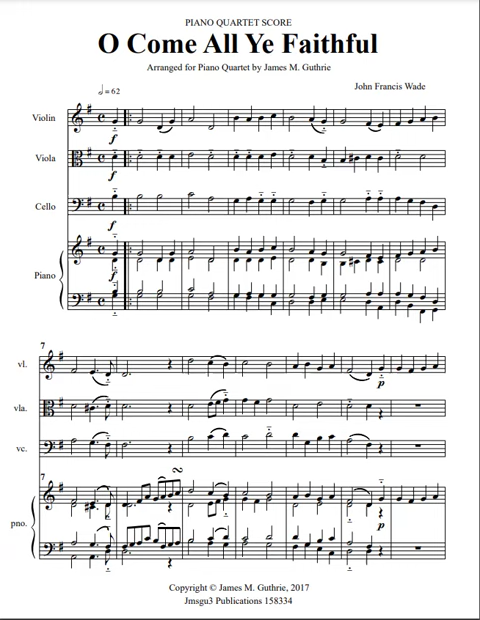 PIANO QUARTET SCORE
O Come All Ye Faithful
Arranged for Piano Quartet by James M. Guthrie
John Francis Wade
𝅗𝅥 = 62
Violin
f
Viola
f
Cello
f
Piano
f
7
vl.
p
vla.
vc.
7
pno.
p
Copyright © James M. Guthrie, 2017
Jmsgu3 Publications 158334